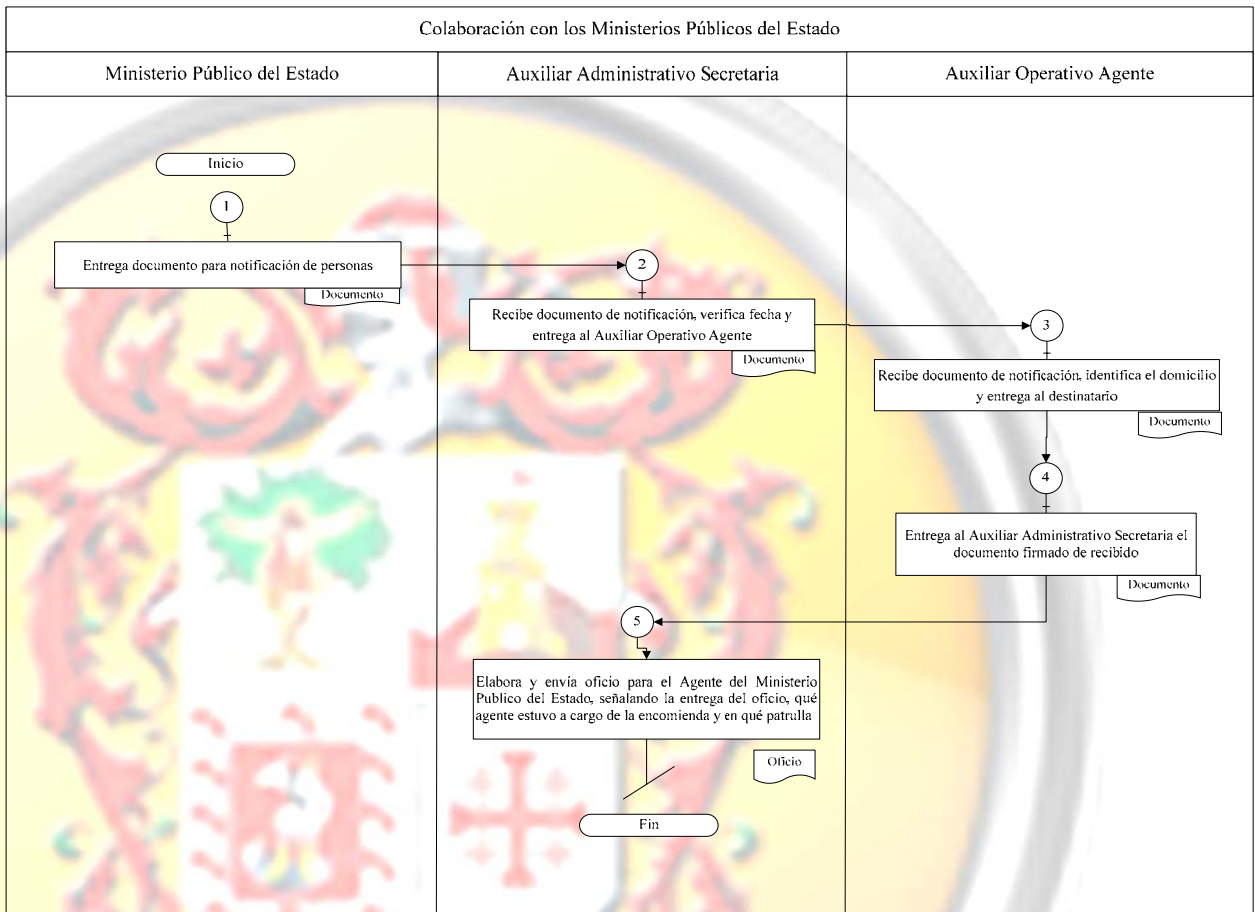 Colaboración con los Ministerios Públicos del Estado
Ministerio Público del Estado
Auxiliar Administrativo Secretaria
Auxiliar Operativo Agente
Inicio
1
Entrega documento para notificación de personas
Documento
2
Recibe documento de notificación, verifica fecha y
entrega al Auxiliar Operativo Agente
Documento
3
Recibe documento de notificación, identifica el domicilio
y entrega al destinatario
Documento
4
Entrega al Auxiliar Administrativo Secretaria el
documento firmado de recibido
Documento
5
Elabora y envía oficio para el Agente del Ministerio
Publico del Estado, señalando la entrega del oficio, qué
agente estuvo a cargo de la encomienda y en qué patrulla
Oficio
Fin